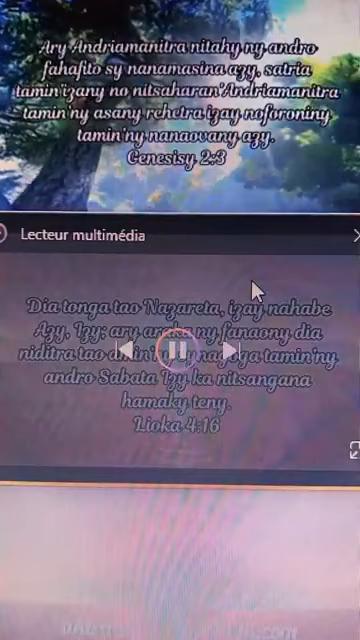 Ary Andriamanitra nitahy ny andro
fahafito sy nanamasina azy, satria
tamin'izany no nitsaharan'Andriamanitra
tamin'ny asany rehetra izay noforoniny
tamin'ny nanaovany azy.
Genesisy 2:3
Lecteur multimédia
Dia tonga tao Nazareta, izay nahabe
Azy, Izy; ary araka ny fanaony dia
niditra tao tamin'ny
andro Sabata Izy ka nitsangana
hamaky teny.
Lioka 4:16